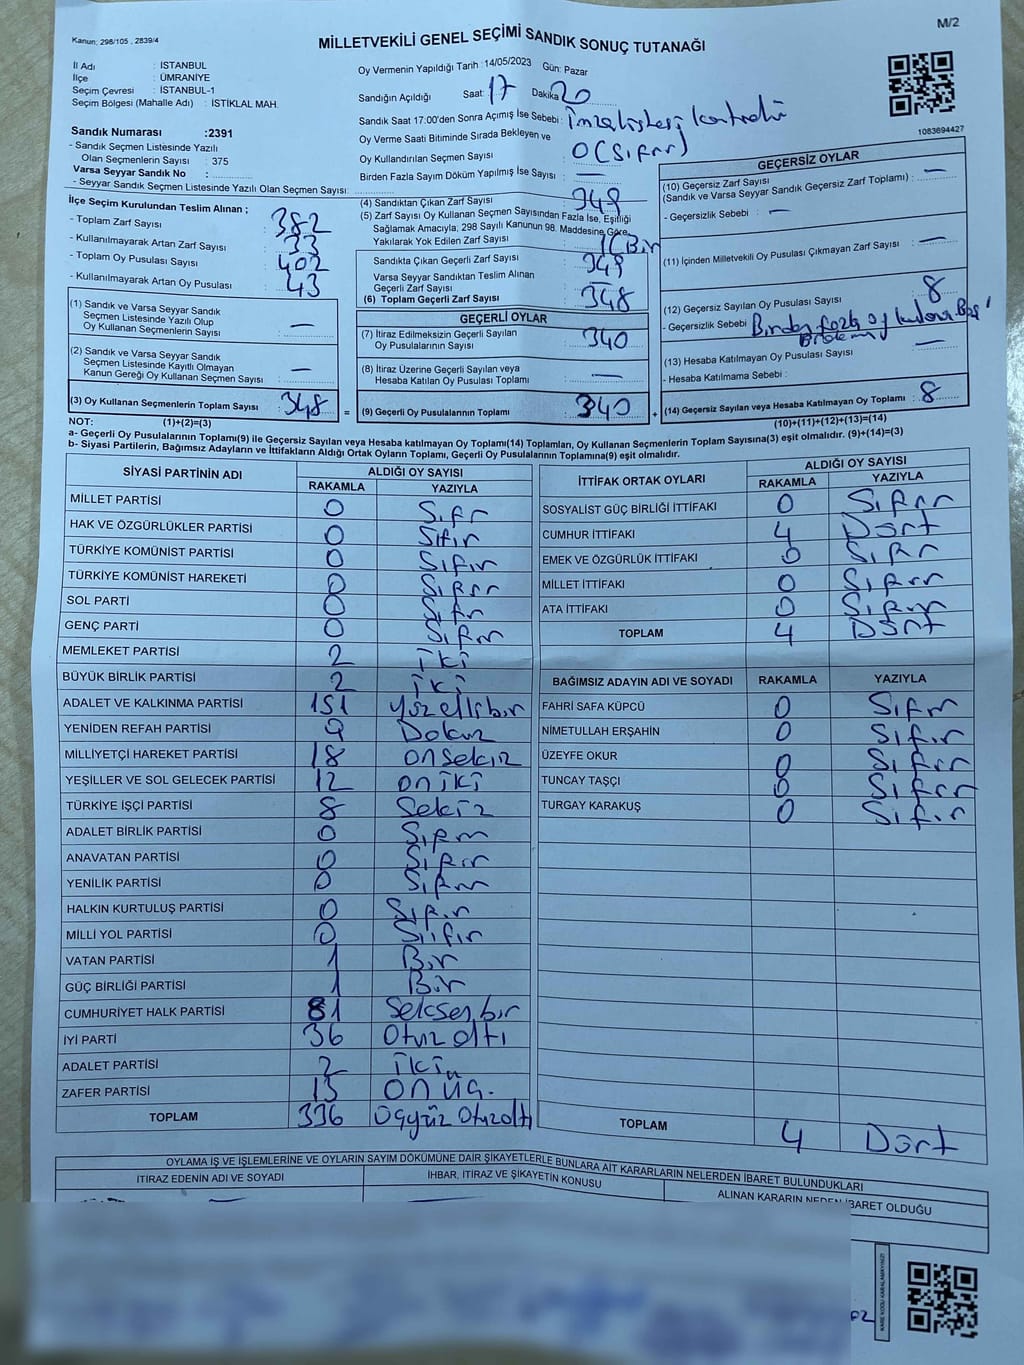 M/2
Kanun: 298/105 , 2839/4
MİLLETVEKİLİ GENEL SEÇİMİ SANDIK SONUÇ TUTANAĞI
İl Adı : İSTANBUL
İlçe : ÜMRANİYE
Seçim Çevresi : İSTANBUL-1
Seçim Bölgesi (Mahalle Adı) : İSTİKLAL MAH.
Sandık Numarası :2391
- Sandık Seçmen Listesinde Yazılı
Olan Seçmenlerin Sayısı : 375
Varsa Seyyar Sandık No :
- Seyyar Sandık Seçmen Listesinde Yazılı Olan Seçmen Sayısı:
Oy Vermenin Yapıldığı Tarih :14/05/2023 Gün: Pazar
Sandığın Açıldığı Saat: 17 Dakika 20
Sandık Saat 17:00'den Sonra Açımış İse Sebebi : İmza listesi kontrolü
Oy Verme Saati Bitiminde Sırada Bekleyen ve
Oy Kullandırılan Seçmen Sayısı : 0 (Sıfır)
Birden Fazla Sayım Döküm Yapılmış İse Sayısı : —
1083694427
İlçe Seçim Kurulundan Teslim Alınan ;
- Toplam Zarf Sayısı : 382
- Kullanılmayarak Artan Zarf Sayısı : 33
- Toplam Oy Pusulası Sayısı : 402
- Kullanılmayarak Artan Oy Pusulası : 43
(1) Sandık ve Varsa Seyyar Sandık
Seçmen Listesinde Yazılı Olup
Oy Kullanan Seçmenlerin Sayısı : —
(2) Sandık ve Varsa Seyyar Sandık
Seçmen Listesinde Kayıtlı Olmayan
Kanun Gereği Oy Kullanan Seçmen Sayısı : —
(3) Oy Kullanan Seçmenlerin Toplam Sayısı : 348 =
(4) Sandıktan Çıkan Zarf Sayısı : 349
(5) Zarf Sayısı Oy Kullanan Seçmen Sayısından Fazla İse, Eşitliği
Sağlamak Amacıyla; 298 Sayılı Kanunun 98. Maddesine Göre
Yakılarak Yok Edilen Zarf Sayısı : 1(Bir
Sandıkta Çıkan Geçerli Zarf Sayısı : 349
Varsa Seyyar Sandıktan Teslim Alınan
Geçerli Zarf Sayısı : —
(6) Toplam Geçerli Zarf Sayısı : 348
GEÇERLİ OYLAR
(7) İtiraz Edilmeksizin Geçerli Sayılan
Oy Pusulalarının Sayısı : 340
(8) İtiraz Üzerine Geçerli Sayılan veya
Hesaba Katılan Oy Pusulası Toplamı : —
(9) Geçerli Oy Pusulalarının Toplamı : 340 +
GEÇERSİZ OYLAR
(10) Geçersiz Zarf Sayısı
(Sandık ve Varsa Seyyar Sandık Geçersiz Zarf Toplamı) : —
- Geçersizlik Sebebi : —
(11) İçinden Milletvekili Oy Pusulası Çıkmayan Zarf Sayısı : —
(12) Geçersiz Sayılan Oy Pusulası Sayısı : 8
- Geçersizlik Sebebi Birden fazla oy
(13) Hesaba Katılmayan Oy Pusulası Sayısı : —
- Hesaba Katılmama Sebebi :
(14) Geçersiz Sayılan veya Hesaba Katılmayan Oy Toplamı : 8
NOT: (1)+(2)=(3)
(10)+(11)+(12)+(13)=(14)
a- Geçerli Oy Pusulalarının Toplamı(9) ile Geçersiz Sayılan veya Hesaba katılmayan Oy Toplamı(14) Toplamları, Oy Kullanan Seçmenlerin Toplam Sayısına(3) eşit olmalıdır. (9)+(14)=(3)
b- Siyasi Partilerin, Bağımsız Adayların ve İttifakların Aldığı Ortak Oyların Toplamı, Geçerli Oy Pusulalarının Toplamına(9) eşit olmalıdır.
SİYASİ PARTİNİN ADI ALDIĞI OY SAYISI
RAKAMLA YAZIYLA
MİLLET PARTİSİ 0 Sıfır
HAK VE ÖZGÜRLÜKLER PARTİSİ 0 Sıfır
TÜRKİYE KOMÜNİST PARTİSİ 0 Sıfır
TÜRKİYE KOMÜNİST HAREKETİ 0 Sıfır
SOL PARTİ 0 Sıfır
GENÇ PARTİ 0 Sıfır
MEMLEKET PARTİSİ 2 İki
BÜYÜK BİRLİK PARTİSİ 2 İki
ADALET VE KALKINMA PARTİSİ 151 Yüzellibir
YENİDEN REFAH PARTİSİ 9 Dokuz
MİLLİYETÇİ HAREKET PARTİSİ 18 onsekiz
YEŞİLLER VE SOL GELECEK PARTİSİ 12 on iki
TÜRKİYE İŞÇİ PARTİSİ 8 Sekiz
ADALET BİRLİK PARTİSİ 0 Sıfır
ANAVATAN PARTİSİ 0 Sıfır
YENİLİK PARTİSİ 0 Sıfır
HALKIN KURTULUŞ PARTİSİ 0 Sıfır
MİLLİ YOL PARTİSİ 0 Sıfır
VATAN PARTİSİ 1 Bir
GÜÇ BİRLİĞİ PARTİSİ 1 Bir
CUMHURİYET HALK PARTİSİ 81 Seksen bir
İYİ PARTİ 36 Otuz altı
ADALET PARTİSİ 2 İki
ZAFER PARTİSİ 13 on üç.
TOPLAM 336 üçyüz otuzaltı
İTTİFAK ORTAK OYLARI ALDIĞI OY SAYISI
RAKAMLA YAZIYLA
SOSYALİST GÜÇ BİRLİĞİ İTTİFAKI 0 Sıfır
CUMHUR İTTİFAKI 4 Dört
EMEK VE ÖZGÜRLÜK İTTİFAKI 0 Sıfır
MİLLET İTTİFAKI 0 Sıfır
ATA İTTİFAKI 0 Sıfır
TOPLAM 4 Dört
BAĞIMSIZ ADAYIN ADI VE SOYADI RAKAMLA YAZIYLA
FAHRİ SAFA KÜPCÜ 0 Sıfır
NİMETULLAH ERŞAHİN 0 Sıfır
ÜZEYFE OKUR 0 Sıfır
TUNCAY TAŞÇI 0 Sıfır
TURGAY KARAKUŞ 0 Sıfır
TOPLAM 4 Dört
OYLAMA İŞ VE İŞLEMLERİNE VE OYLARIN SAYIM DÖKÜMÜNE DAİR ŞİKAYETLERLE BUNLARA AİT KARARLARIN NELERDEN İBARET BULUNDUKLARI
İTİRAZ EDENİN ADI VE SOYADI İHBAR, İTİRAZ VE ŞİKAYETİN KONUSU ALINAN KARARIN NEDEN İBARET OLDUĞU